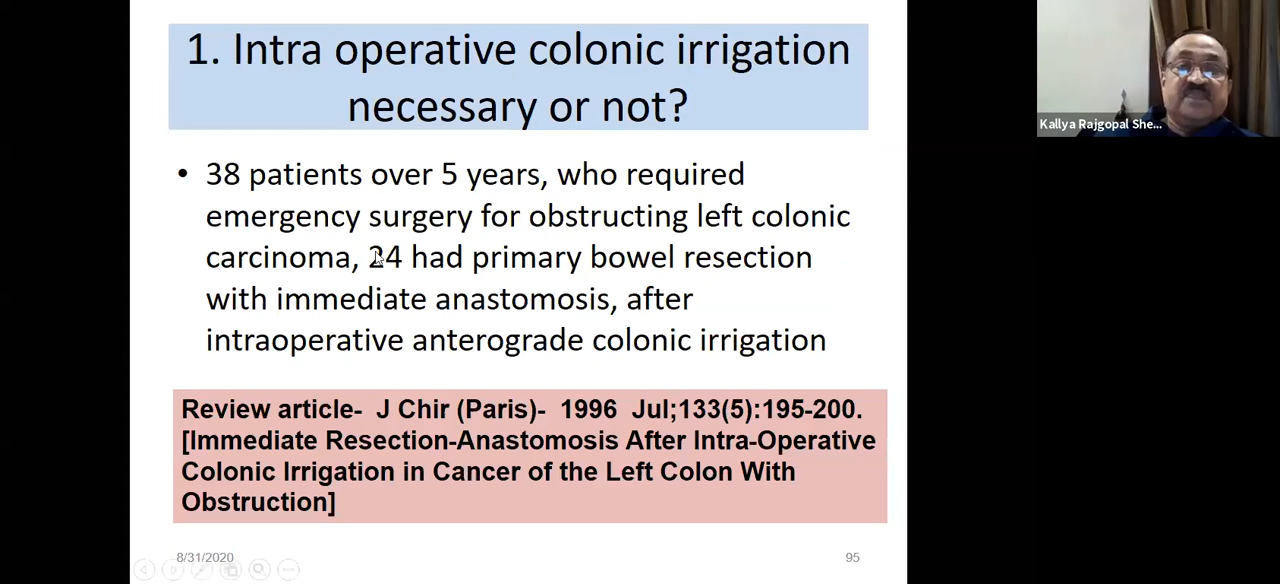 1. Intra operative colonic irrigation
necessary or not?
• 38 patients over 5 years, who required
emergency surgery for obstructing left colonic
carcinoma, 24 had primary bowel resection
with immediate anastomosis, after
intraoperative anterograde colonic irrigation
Review article- J Chir (Paris)- 1996 Jul;133(5):195-200.
[Immediate Resection-Anastomosis After Intra-Operative
Colonic Irrigation in Cancer of the Left Colon With
Obstruction]
8/31/2020
95
Kallya Rajgopal She...